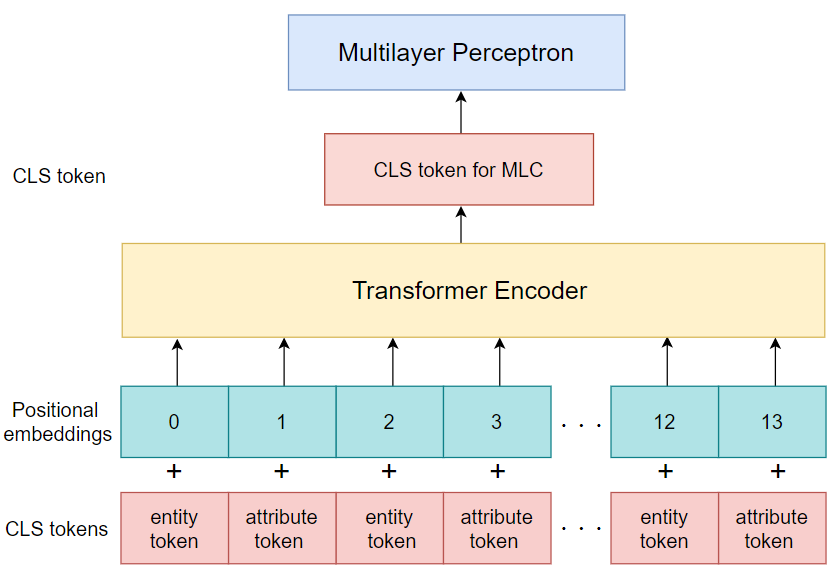 Multilayer Perceptron
CLS token
CLS token for MLC
Transformer Encoder
Positional
embeddings
0 1 2 3 . . . 12 13
+ + + + + +
CLS tokens
entity
token
attribute
token
entity
token
attribute
token
. . .
entity
token
attribute
token